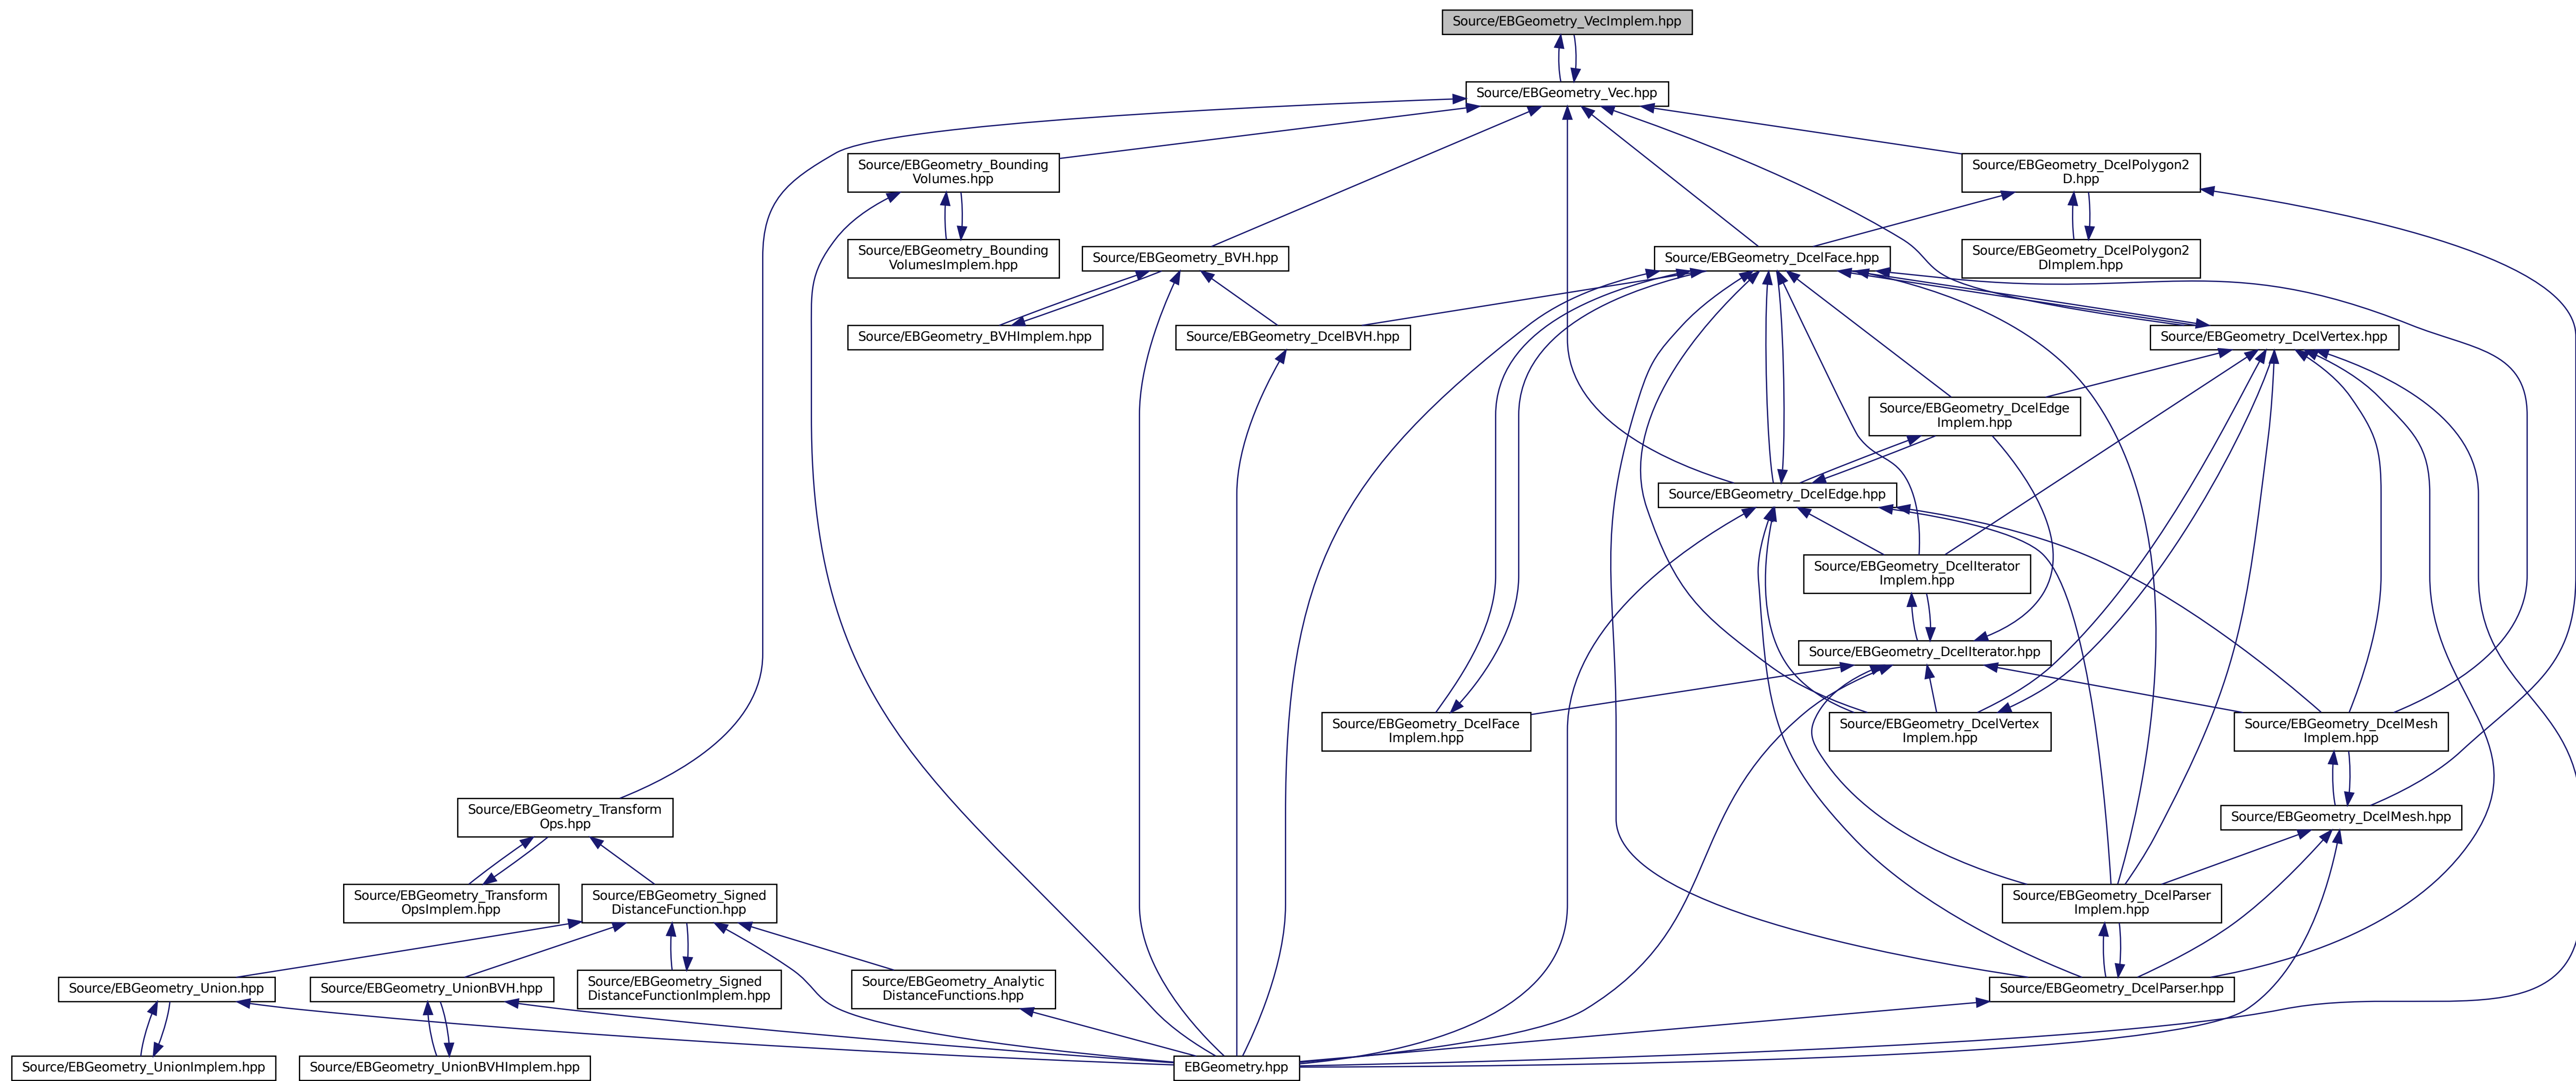 Source/EBGeometry_VecImplem.hpp
Source/EBGeometry_Vec.hpp
Source/EBGeometry_Bounding
Volumes.hpp
Source/EBGeometry_DcelPolygon2
D.hpp
Source/EBGeometry_Bounding
VolumesImplem.hpp
Source/EBGeometry_BVH.hpp
Source/EBGeometry_DcelFace.hpp
Source/EBGeometry_DcelPolygon2
DImplem.hpp
Source/EBGeometry_BVHImplem.hpp
Source/EBGeometry_DcelBVH.hpp
Source/EBGeometry_DcelVertex.hpp
Source/EBGeometry_DcelEdge
Implem.hpp
Source/EBGeometry_DcelEdge.hpp
Source/EBGeometry_DcelIterator
Implem.hpp
Source/EBGeometry_DcelIterator.hpp
Source/EBGeometry_DcelFace
Implem.hpp
Source/EBGeometry_DcelVertex
Implem.hpp
Source/EBGeometry_DcelMesh
Implem.hpp
Source/EBGeometry_Transform
Ops.hpp
Source/EBGeometry_DcelMesh.hpp
Source/EBGeometry_Transform
OpsImplem.hpp
Source/EBGeometry_Signed
DistanceFunction.hpp
Source/EBGeometry_DcelParser
Implem.hpp
Source/EBGeometry_Union.hpp
Source/EBGeometry_UnionBVH.hpp
Source/EBGeometry_Signed
DistanceFunctionImplem.hpp
Source/EBGeometry_Analytic
DistanceFunctions.hpp
Source/EBGeometry_DcelParser.hpp
Source/EBGeometry_UnionImplem.hpp
Source/EBGeometry_UnionBVHImplem.hpp
EBGeometry.hpp